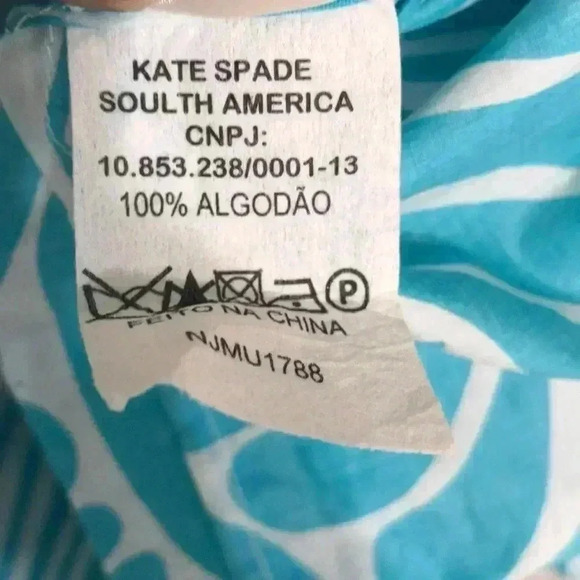 KATE SPADE
SOULTH AMERICA
CNPJ:
10.853.238/0001-13
100% ALGODÃO
P
FEITO NA CHINA
NJMU1788